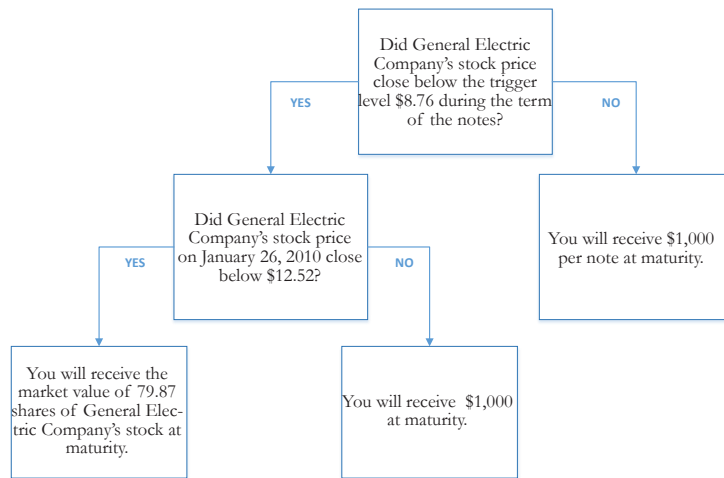 Did General Electric
Company's stock price
close below the trigger
level $8.76 during the term
of the notes?
YES
NO
Did General Electric
Company's stock price
on January 26, 2010 close
below $12.52?
You will receive $1,000
per note at maturity.
YES
NO
You will receive the
market value of 79.87
shares of General Elec-
tric Company's stock at
maturity.
You will receive $1,000
at maturity.